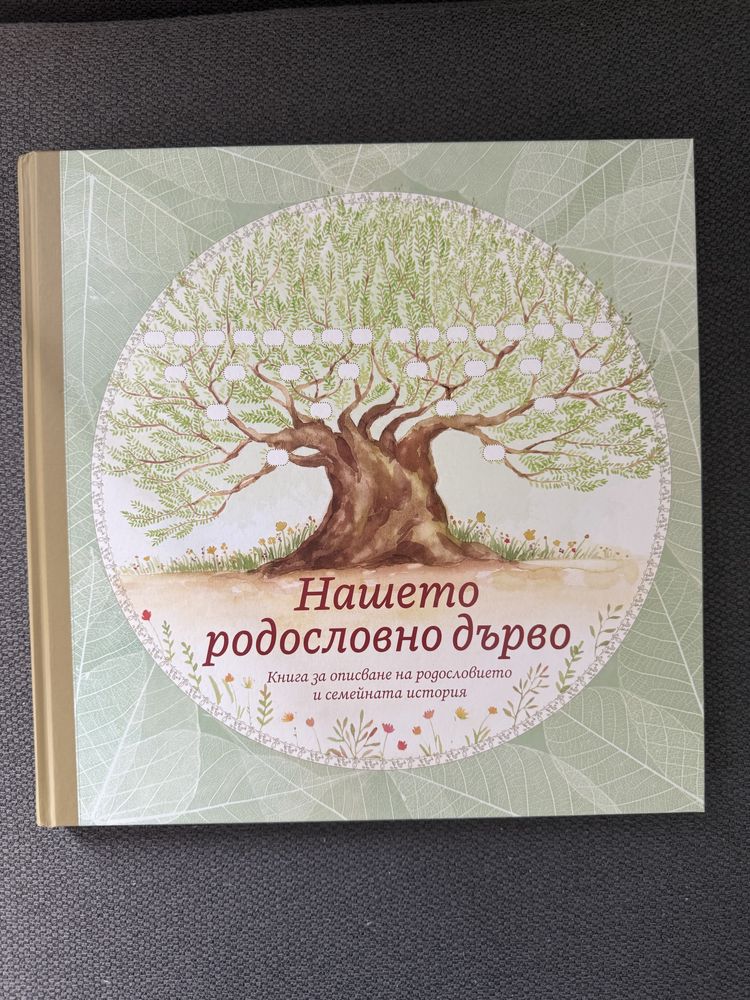 Нашето
родословно дърво
Книга за описване на родословието
и семейната история